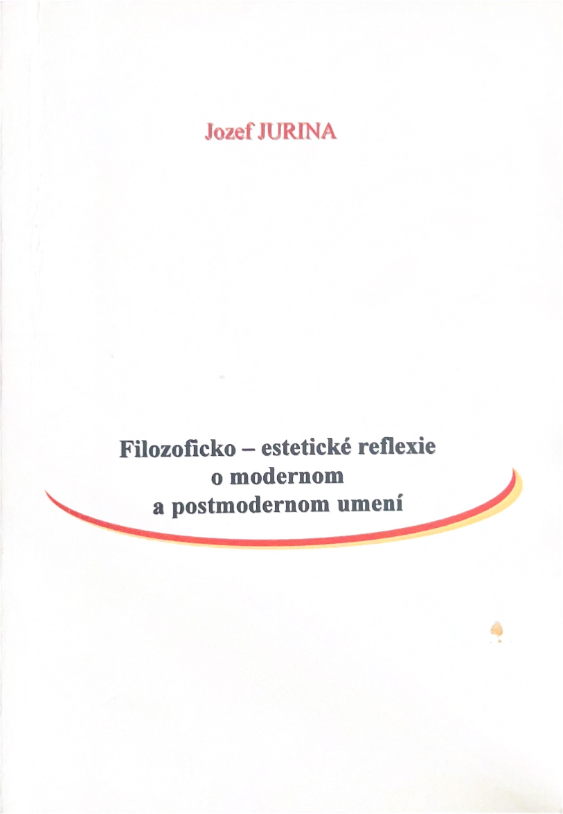 Jozef JURINA
Filozoficko – estetické reflexie
o modernom
a postmodernom umení